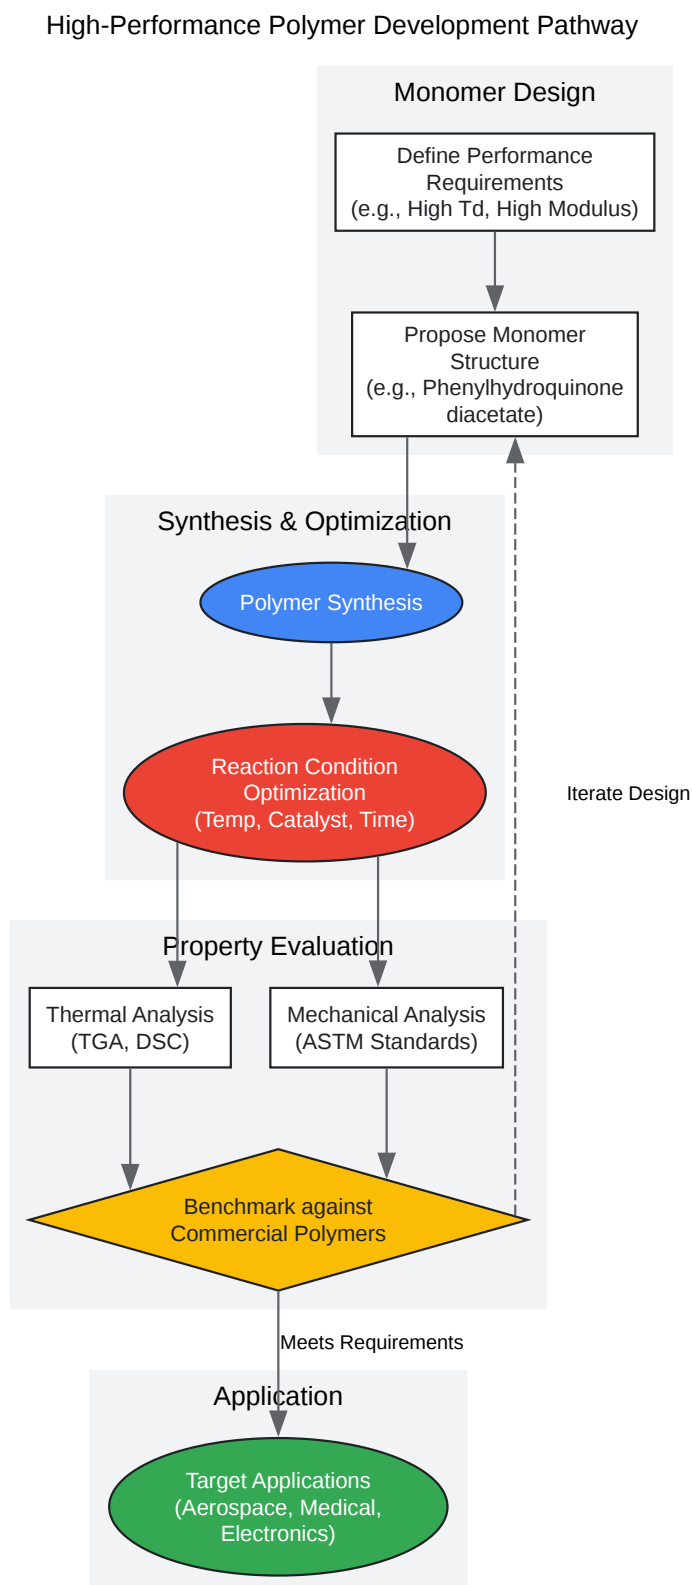 High-Performance Polymer Development Pathway
Monomer Design
Define Performance
Requirements
(e.g., High Td, High Modulus)
Propose Monomer
Structure
(e.g., Phenylhydroquinone
diacetate)
Synthesis & Optimization
Polymer Synthesis
Reaction Condition
Optimization
(Temp, Catalyst, Time)
Iterate Design
Property Evaluation
Thermal Analysis
(TGA, DSC)
Mechanical Analysis
(ASTM Standards)
Benchmark against
Commercial Polymers
Meets Requirements
Application
Target Applications
(Aerospace, Medical,
Electronics)